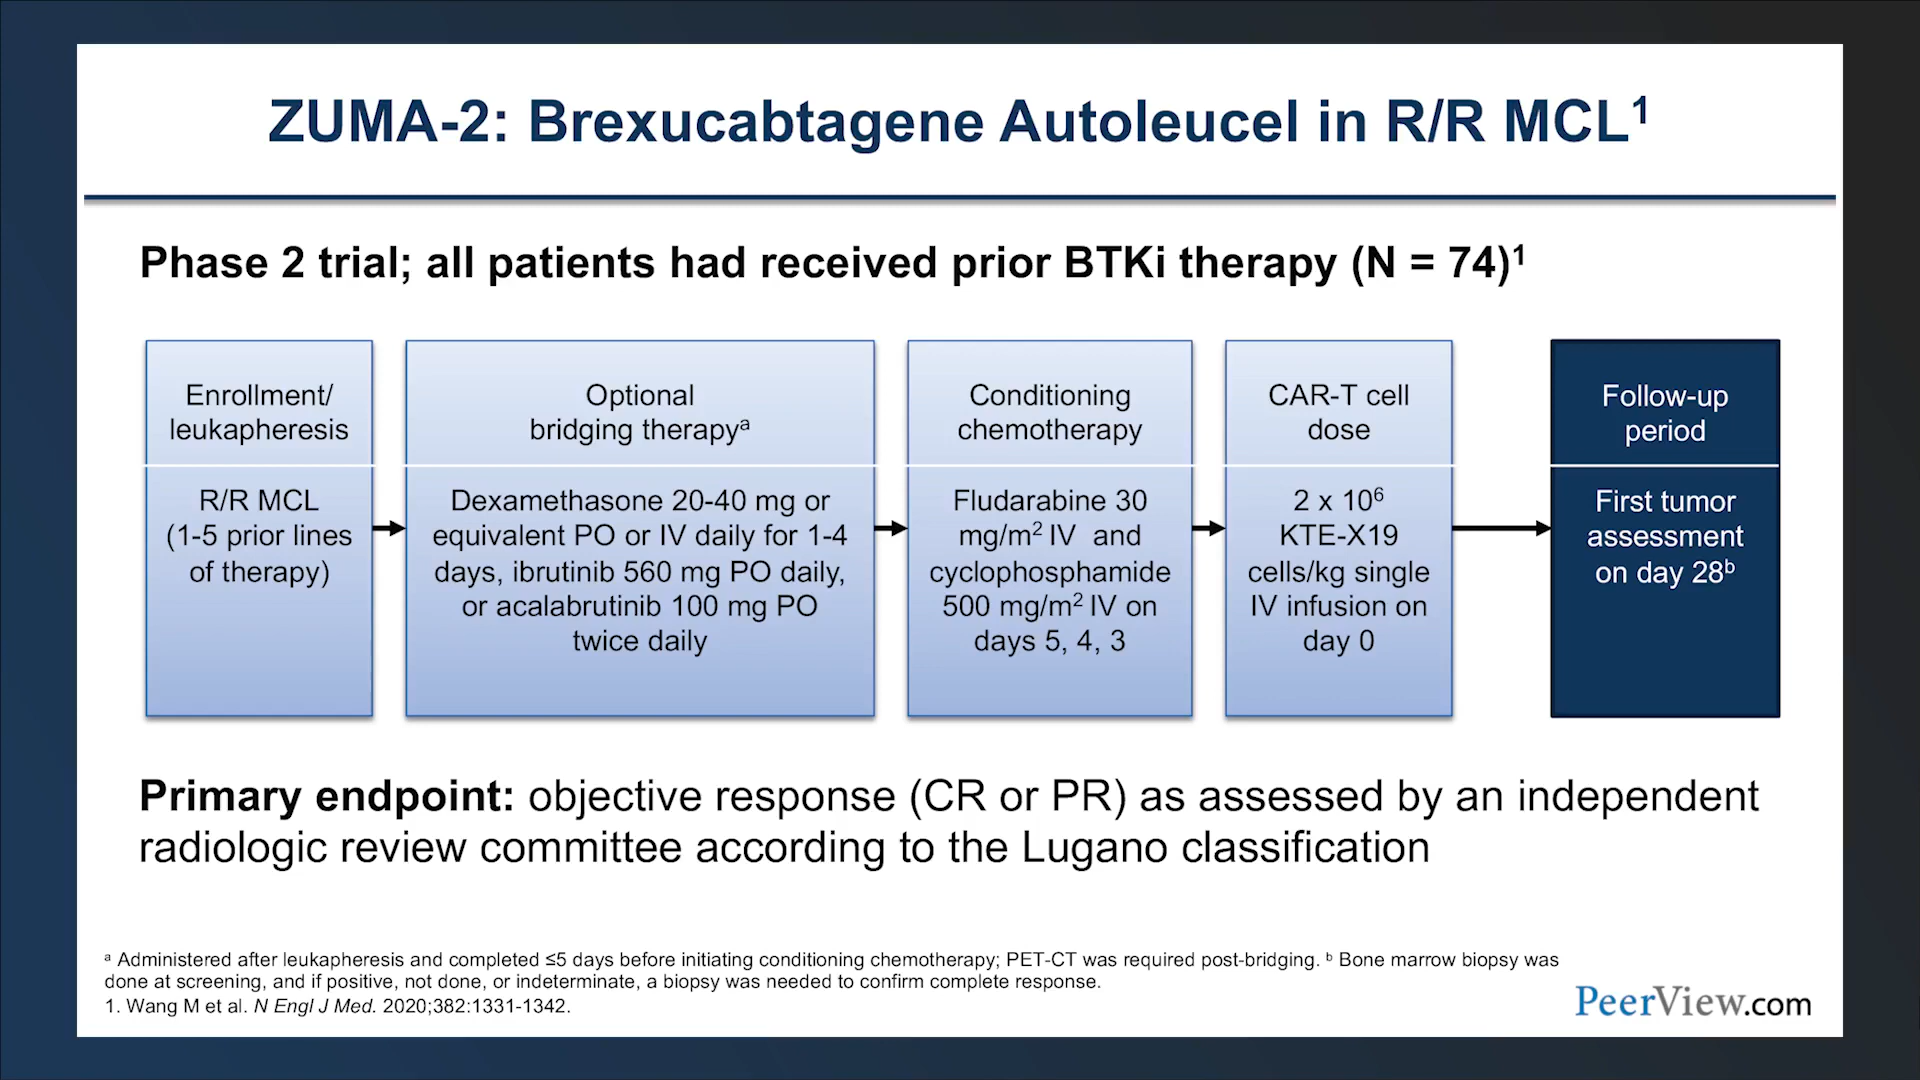 ZUMA-2: Brexucabtagene Autoleucel in R/R MCL¹
Phase 2 trial; all patients had received prior BTKi therapy (N = 74)¹
Enrollment/
leukapheresis
R/R MCL
(1-5 prior lines
of therapy)
Optional
bridging therapyᵃ
Dexamethasone 20-40 mg or
equivalent PO or IV daily for 1-4
days, ibrutinib 560 mg PO daily,
or acalabrutinib 100 mg PO
twice daily
Conditioning
chemotherapy
Fludarabine 30
mg/m² IV and
cyclophosphamide
500 mg/m² IV on
days 5, 4, 3
CAR-T cell
dose
2 x 10⁶
KTE-X19
cells/kg single
IV infusion on
day 0
Follow-up
period
First tumor
assessment
on day 28ᵇ
Primary endpoint: objective response (CR or PR) as assessed by an independent
radiologic review committee according to the Lugano classification
ᵃ Administered after leukapheresis and completed ≤5 days before initiating conditioning chemotherapy; PET-CT was required post-bridging. ᵇ Bone marrow biopsy was
done at screening, and if positive, not done, or indeterminate, a biopsy was needed to confirm complete response.
1. Wang M et al. N Engl J Med. 2020;382:1331-1342.
PeerView.com